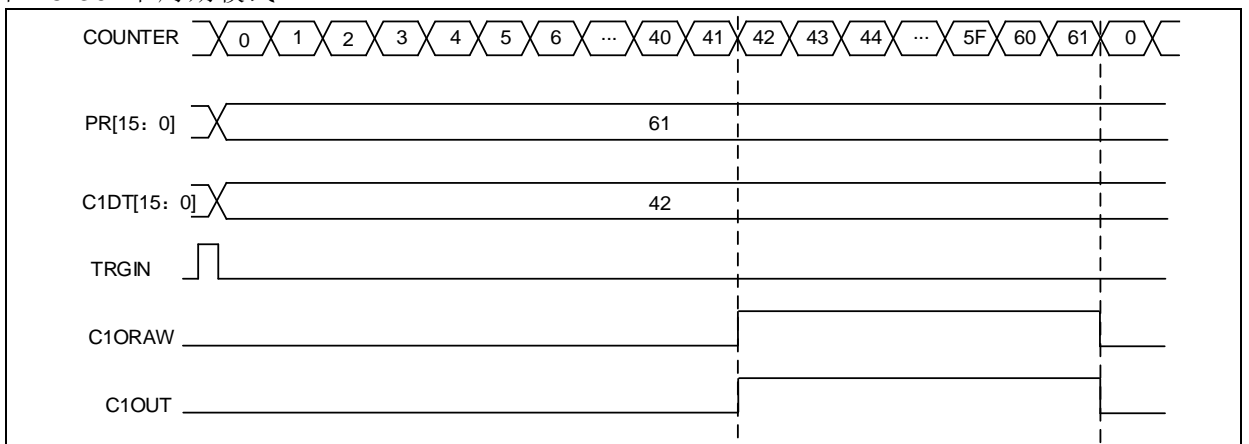 COUNTER 0 1 2 3 4 5 6 ... 40 41 42 43 44 ... 5F 60 61 0
PR[15：0] 61
C1DT[15：0] 42
TRGIN
C1ORAW
C1OUT